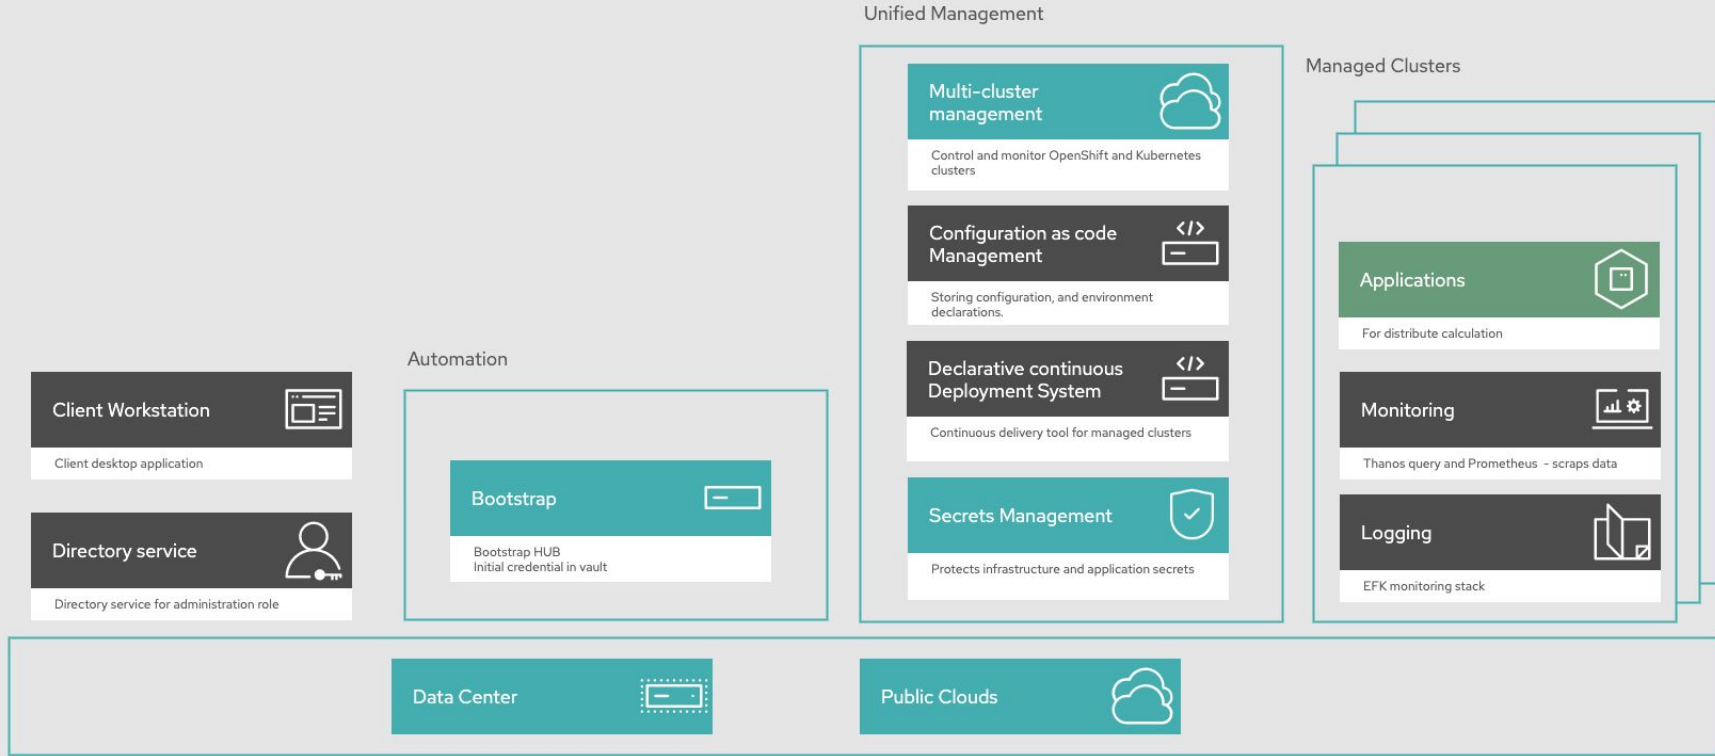 Unified Management
Managed Clusters
Multi-cluster
management
Control and monitor OpenShift and Kubernetes
clusters
Configuration as code
Management
Storing configuration, and environment
declarations.
Declarative continuous
Deployment System
Continuous delivery tool for managed clusters
Secrets Management
Protects infrastructure and application secrets
Applications
For distribute calculation
Monitoring
Thanos query and Prometheus - scraps data
Logging
EFK monitoring stack
Automation
Bootstrap
Bootstrap HUB
Initial credential in vault
Client Workstation
Client desktop application
Directory service
Directory service for administration role
Data Center
Public Clouds